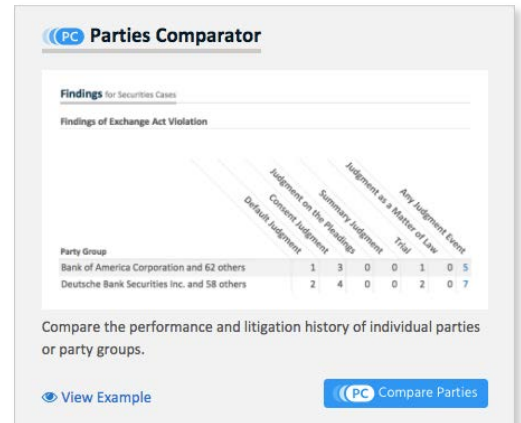 PC Parties Comparator
Findings for Securities Cases
Findings of Exchange Act Violation
Default Judgment
Consent Judgment
Judgment on the Pleadings
Summary Judgment
Trial
Judgment as a Matter of Law
Any Judgment Event
Party Group
Bank of America Corporation and 62 others 1 3 0 0 1 0 5
Deutsche Bank Securities Inc. and 58 others 2 4 0 0 2 0 7
Compare the performance and litigation history of individual parties
or party groups.
View Example
PC Compare Parties